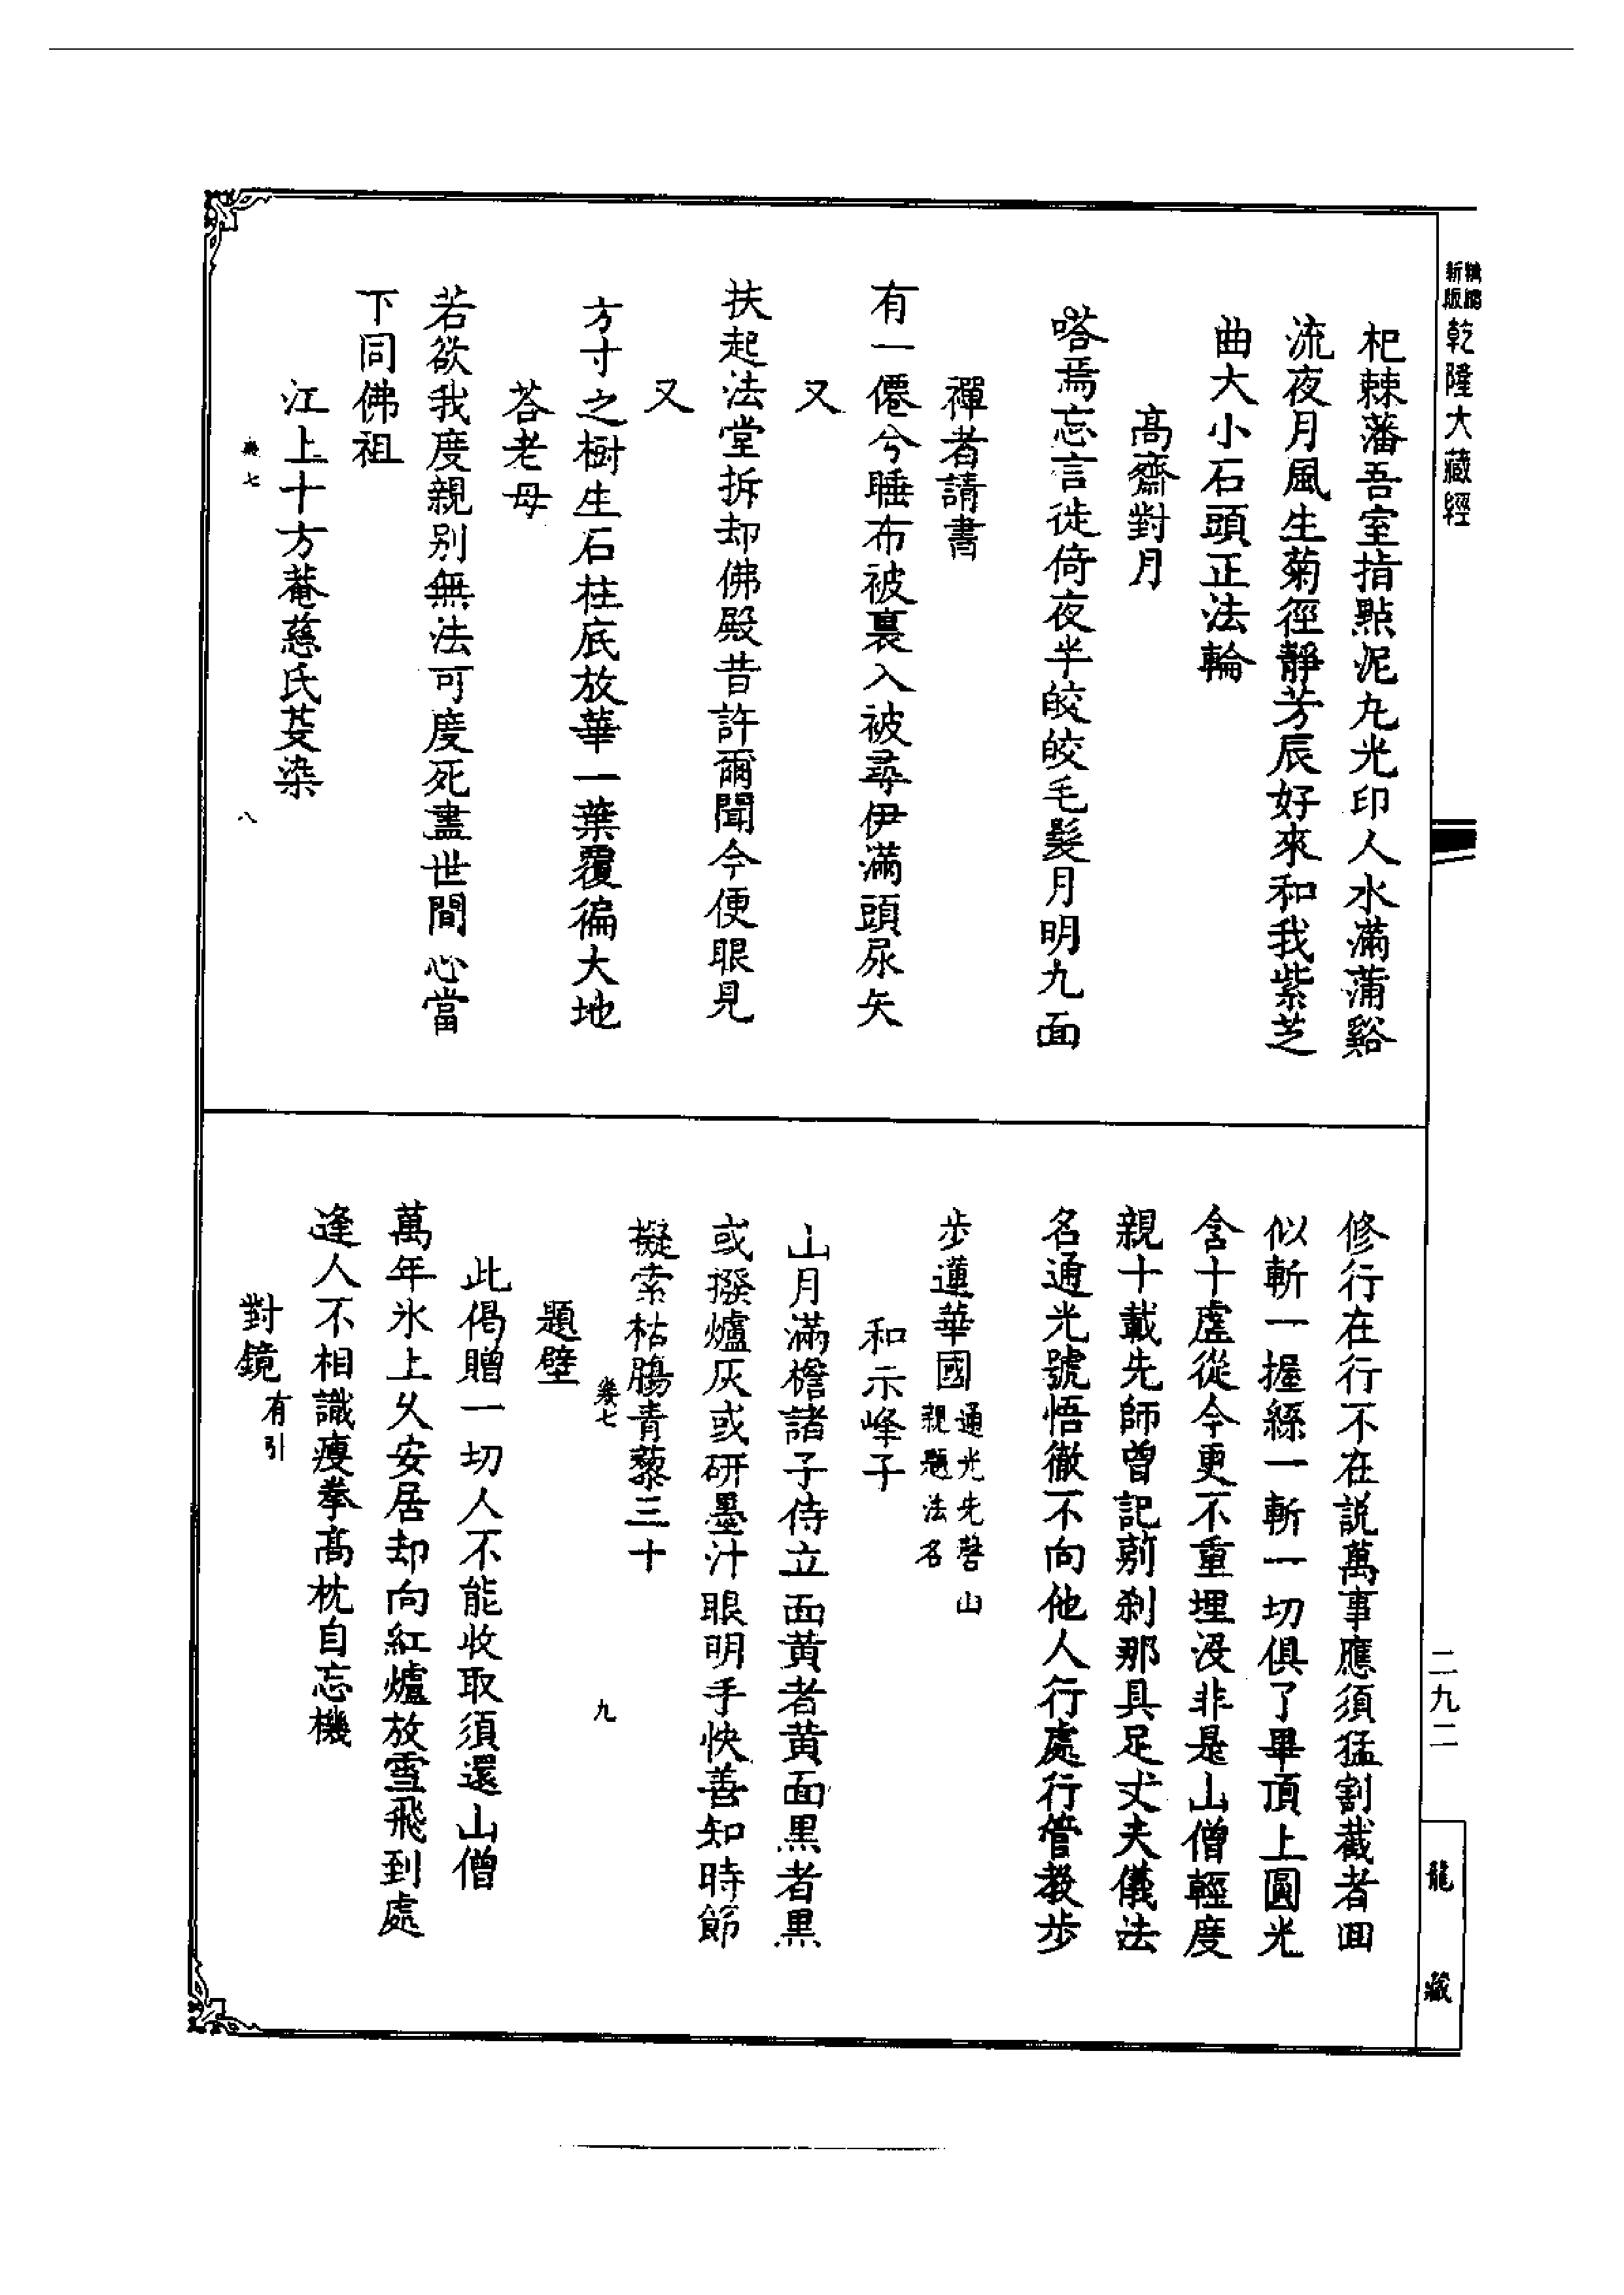 精縮新版乾隆大藏經
杞棘藩吾室指點泥丸光印人水滿蒲谿
流夜月風生菊徑靜芳辰好來和我紫芝
曲大小石頭正法輪
高齋對月
嗒焉忘言徙倚夜半皎皎毛髮月明九面
禪者請書
有一僊兮睡布被裏入被尋伊滿頭尿矢
又
扶起法堂拆却佛殿昔許爾聞今便眼見
又
方寸之樹生石柱底放華一葉覆徧大地
荅老母
若欲我度親别無法可度死盡世間心當
下同佛祖
江上十方菴慈氏芟染
七
八
修行在行不在説萬事應須猛割截者回
似斬一握絲一斬一切俱了畢頂上圓光
含十虛從今更不重埋没非是山僧輕度
親十載先師曾記莂刹那具足丈夫儀法
名通光號悟徹不向他人行處行管教步
步蓮華國通光先磬山親題法名
和示峰子
山月滿檐諸子侍立面黃者黃面黑者黑
或撥爐灰或研墨汁眼明手快善知時節
擬索枯腸青藜三十
七
九
題壁
此偈贈一切人不能收取須還山僧
萬年氷上乆安居却向紅爐放雪飛到處
逢人不相識瘦拳高枕自忘機
對鏡有引
二九二
龍藏